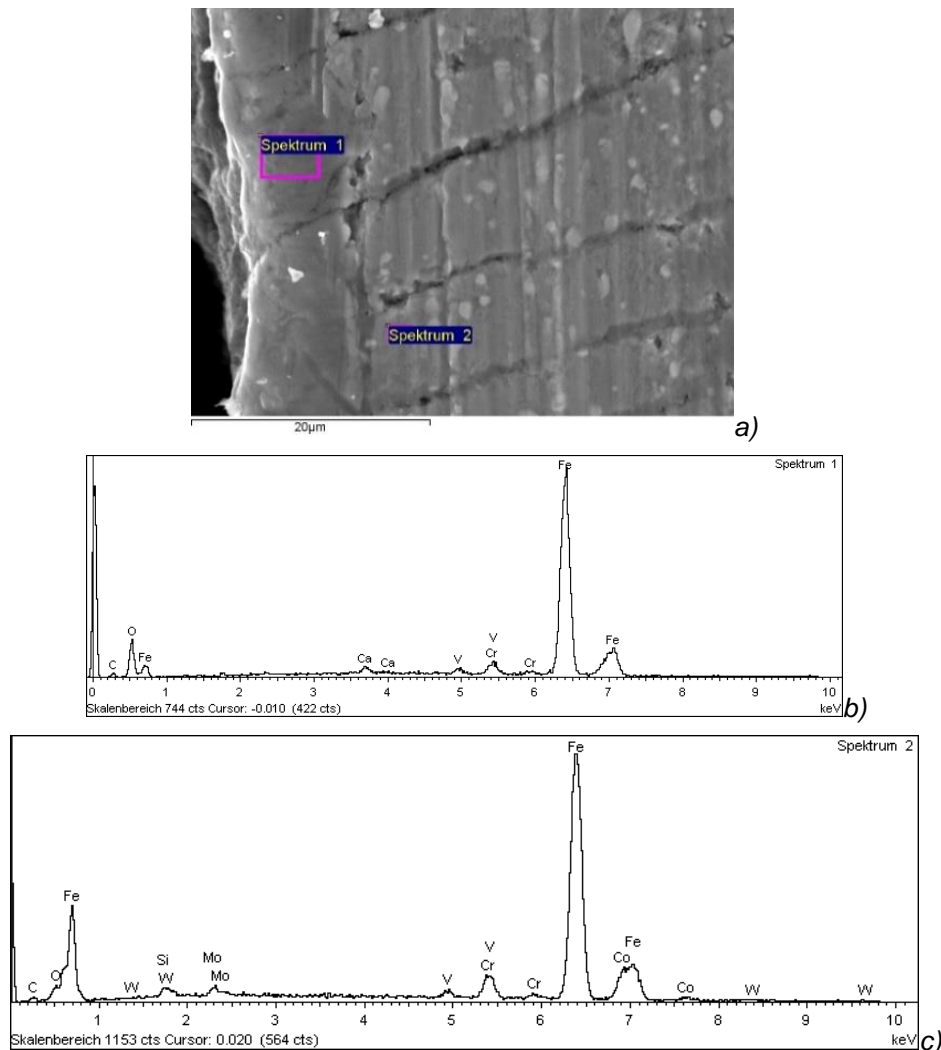 Spektrum 1
Spektrum 2
20µm
a)
Fe
Spektrum 1
O
V
C
Fe
Ca
Ca
V
Cr
Cr
Fe
0 1 2 3 4 5 6 7 8 9 10
Skalenbereich 744 cts Cursor: -0.010 (422 cts)
keV
b)
Fe
Spektrum 2
Fe
Si
Mo
V
Fe
C
O
W
W
Mo
V
Cr
Cr
Co
Co
W
W
1 2 3 4 5 6 7 8 9 10
Skalenbereich 1153 cts Cursor: 0.020 (564 cts)
keV
c)